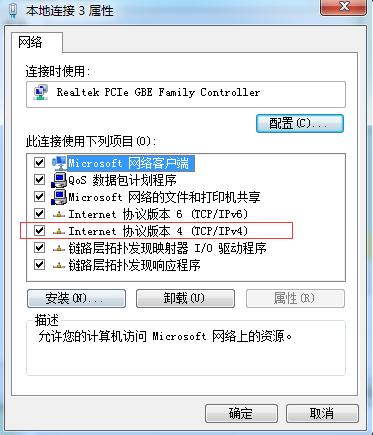 本地连接 3 属性
网络
连接时使用:
Realtek PCIe GBE Family Controller
配置(C)...
此连接使用下列项目(O):
Microsoft 网络客户端
QoS 数据包计划程序
Microsoft 网络的文件和打印机共享
Internet 协议版本 6 (TCP/IPv6)
Internet 协议版本 4 (TCP/IPv4)
链路层拓扑发现映射器 I/O 驱动程序
链路层拓扑发现响应程序
安装(N)... 卸载(U) 属性(R)
描述
允许您的计算机访问 Microsoft 网络上的资源。
确定 取消